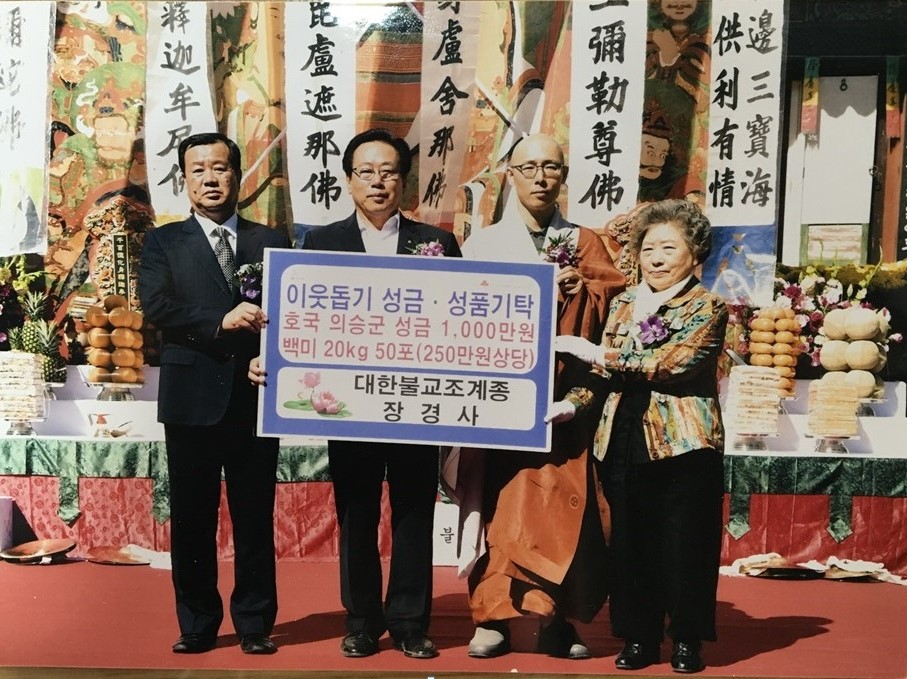 陀佛
釋迦牟尼佛
毘盧遮那佛
盧舍那佛
彌勒尊佛
邊三寶海
供利有情
이웃돕기 성금 · 성품기탁
호국 의승군 성금 1,000만원
백미 20kg 50포(250만원상당)
대한불교조계종
장경사
불